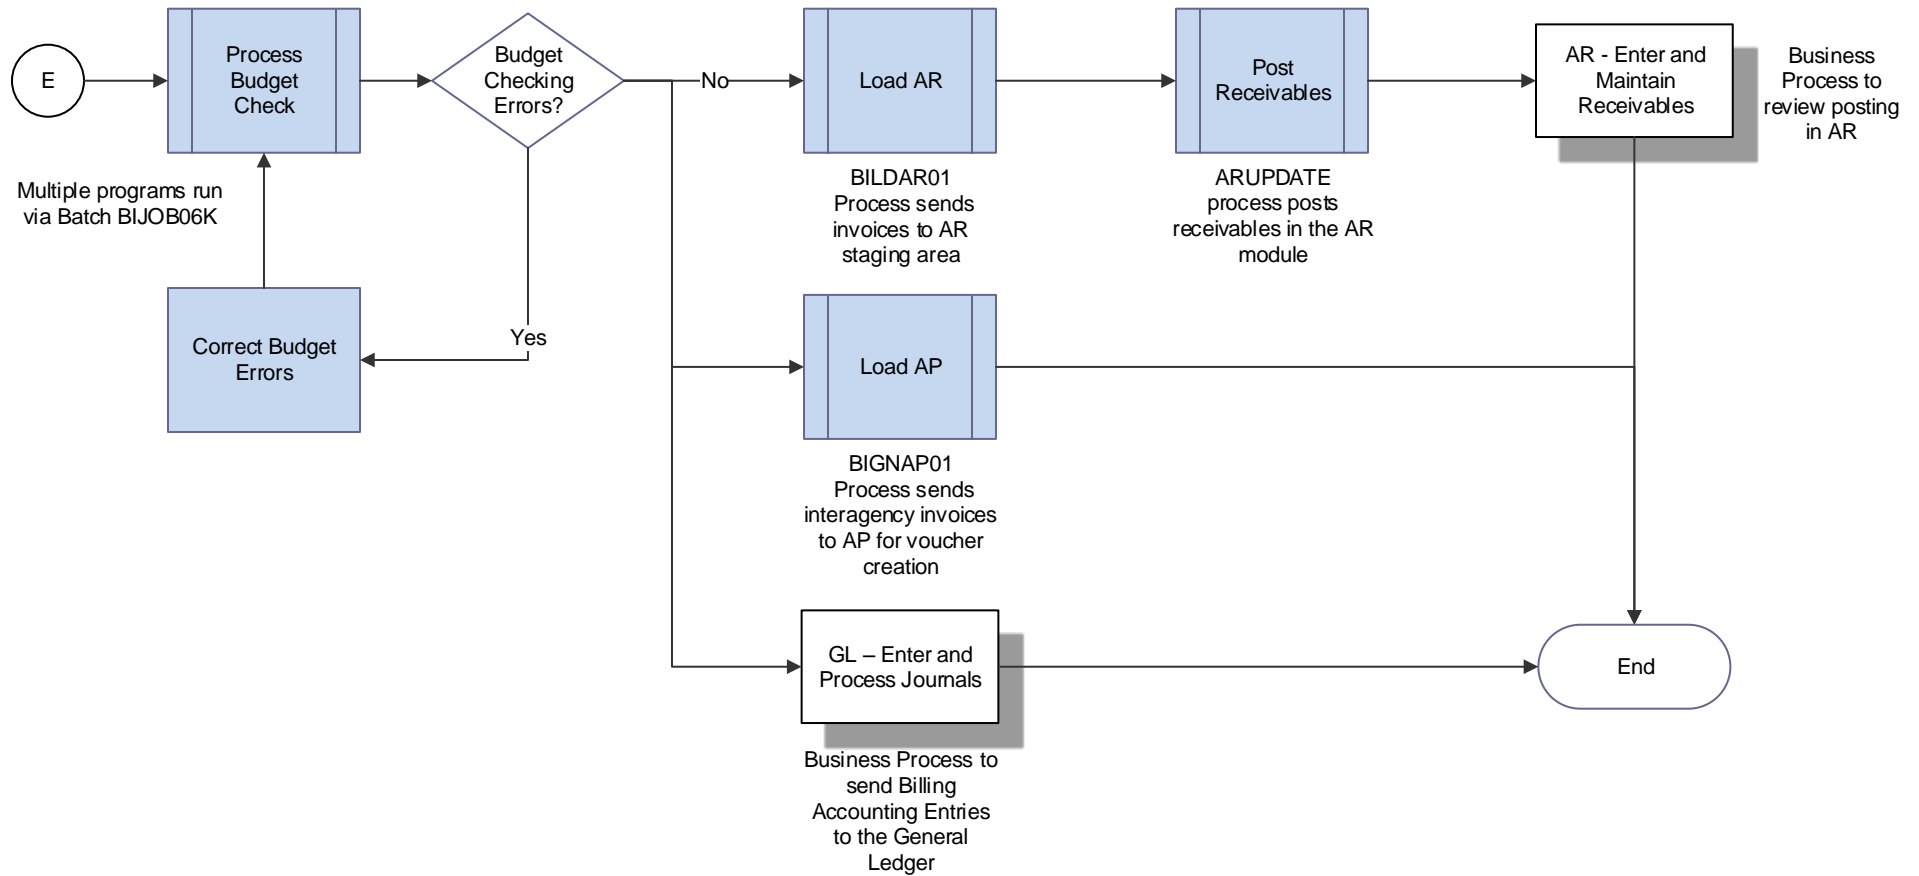 E
Process
Budget
Check
Multiple programs run
via Batch BIJOB06K
Correct Budget
Errors
Budget
Checking
Errors?
Yes
No
Load AR
BILDAR01
Process sends
invoices to AR
staging area
Post
Receivables
ARUPDATE
process posts
receivables in the AR
module
AR - Enter and
Maintain
Receivables
Business
Process to
review posting
in AR
Load AP
BIGNAP01
Process sends
interagency invoices
to AP for voucher
creation
GL – Enter and
Process Journals
Business Process to
send Billing
Accounting Entries
to the General
Ledger
End